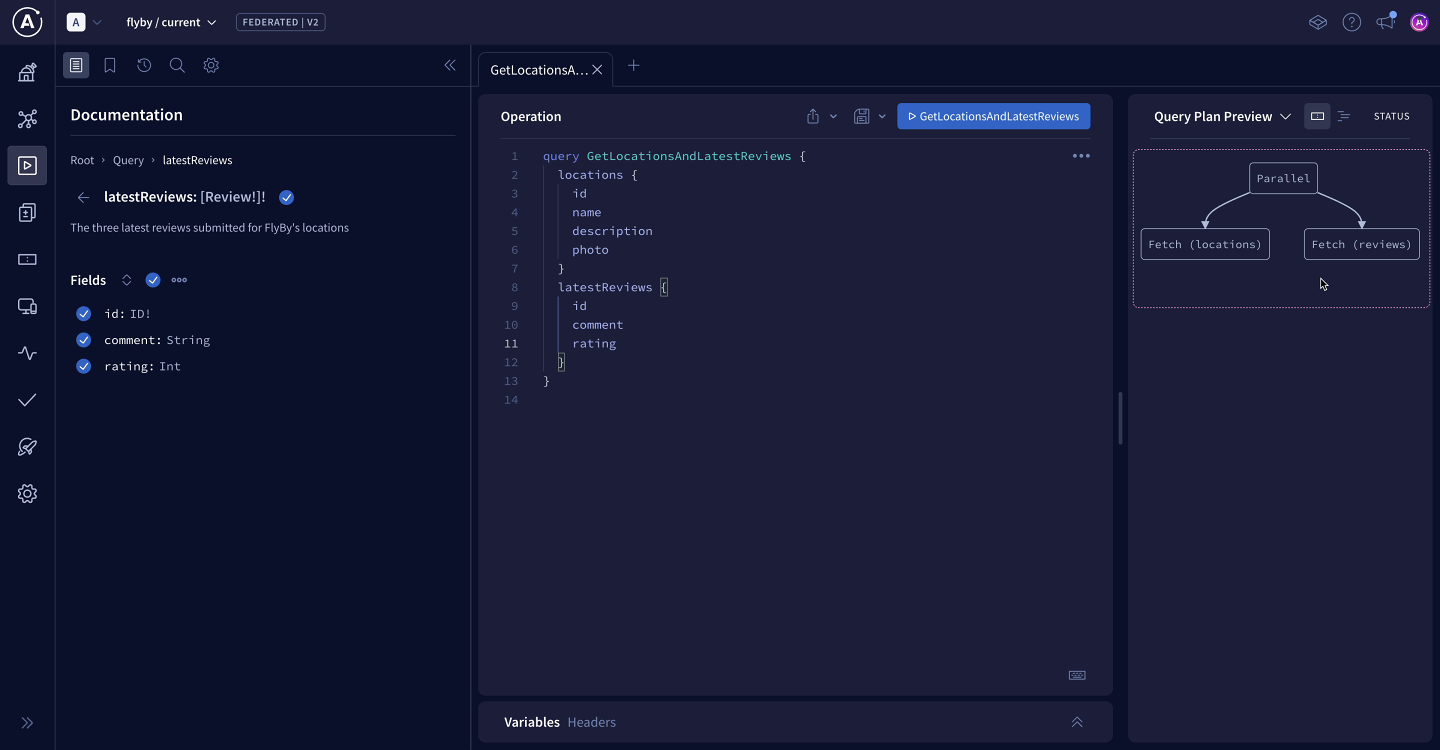 A
flyby / current
FEDERATED | V2
Documentation
Root › Query › latestReviews
latestReviews: [Review!]!
The three latest reviews submitted for FlyBy's locations
Fields
id: ID!
comment: String
rating: Int
GetLocationsA...
Operation
GetLocationsAndLatestReviews
1 query GetLocationsAndLatestReviews {
2 locations {
3 id
4 name
5 description
6 photo
7 }
8 latestReviews {
9 id
10 comment
11 rating
12 }
13 }
14
Variables Headers
Query Plan Preview
STATUS
Parallel
Fetch (locations)
Fetch (reviews)